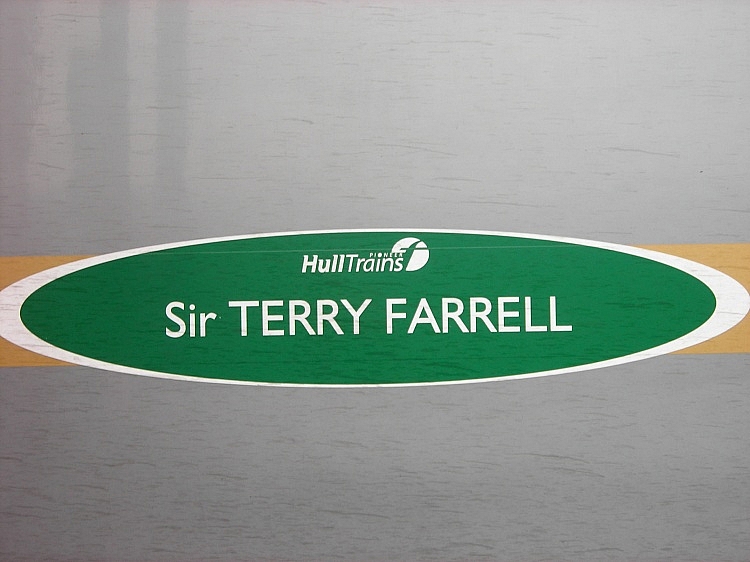 PIONEER
HullTrains
Sir TERRY FARRELL